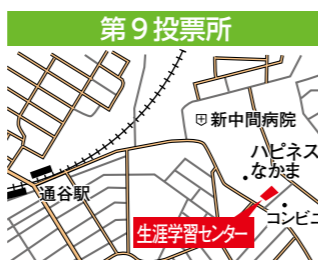 第9投票所
新中間病院
ハピネス
なかま
通谷駅
コンビニ
生涯学習センター